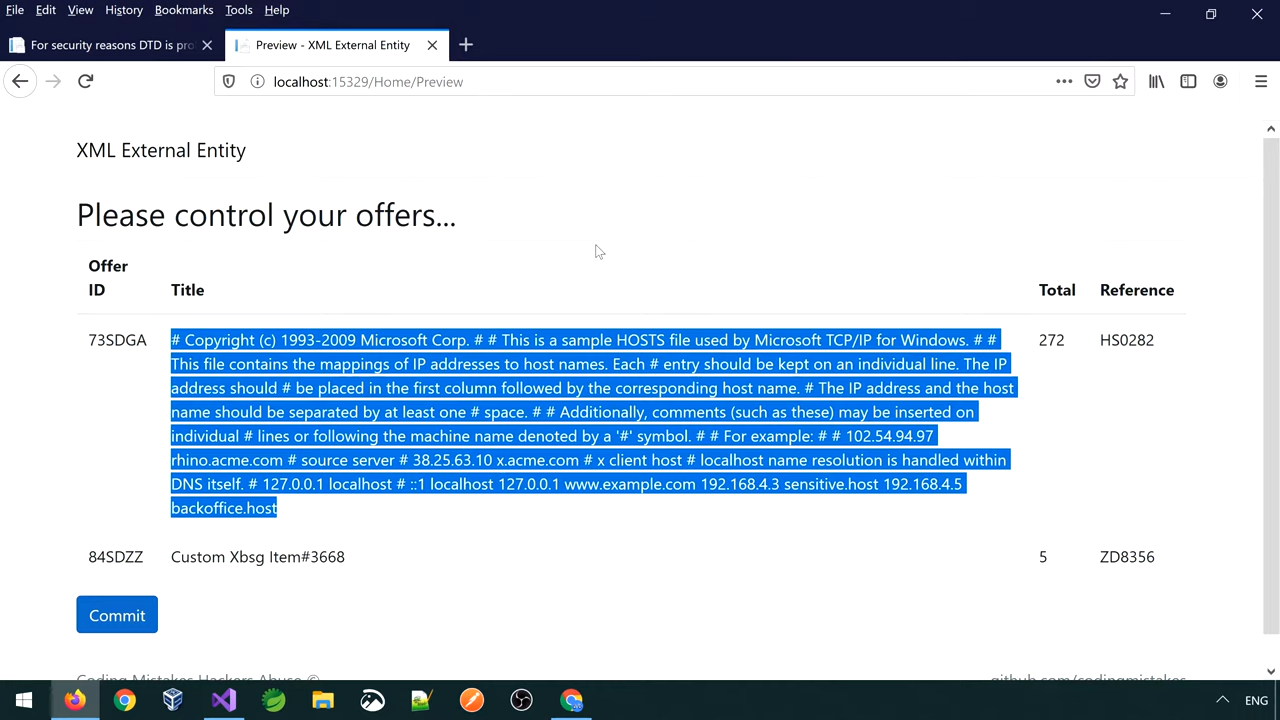 File Edit View History Bookmarks Tools Help
For security reasons DTD is pro
Preview - XML External Entity
localhost:15329/Home/Preview
XML External Entity
Please control your offers...
Offer ID Title Total Reference
73SDGA
# Copyright (c) 1993-2009 Microsoft Corp. # # This is a sample HOSTS file used by Microsoft TCP/IP for Windows. # #
This file contains the mappings of IP addresses to host names. Each # entry should be kept on an individual line. The IP
address should # be placed in the first column followed by the corresponding host name. # The IP address and the host
name should be separated by at least one # space. # # Additionally, comments (such as these) may be inserted on
individual # lines or following the machine name denoted by a '#' symbol. # # For example: # # 102.54.94.97
rhino.acme.com # source server # 38.25.63.10 x.acme.com # x client host # localhost name resolution is handled within
DNS itself. # 127.0.0.1 localhost # ::1 localhost 127.0.0.1 www.example.com 192.168.4.3 sensitive.host 192.168.4.5
backoffice.host
272 HS0282
84SDZZ Custom Xbsg Item#3668 5 ZD8356
Commit
Coding Mistakes Hackers Abuse © github.com/codingmistakes
ENG